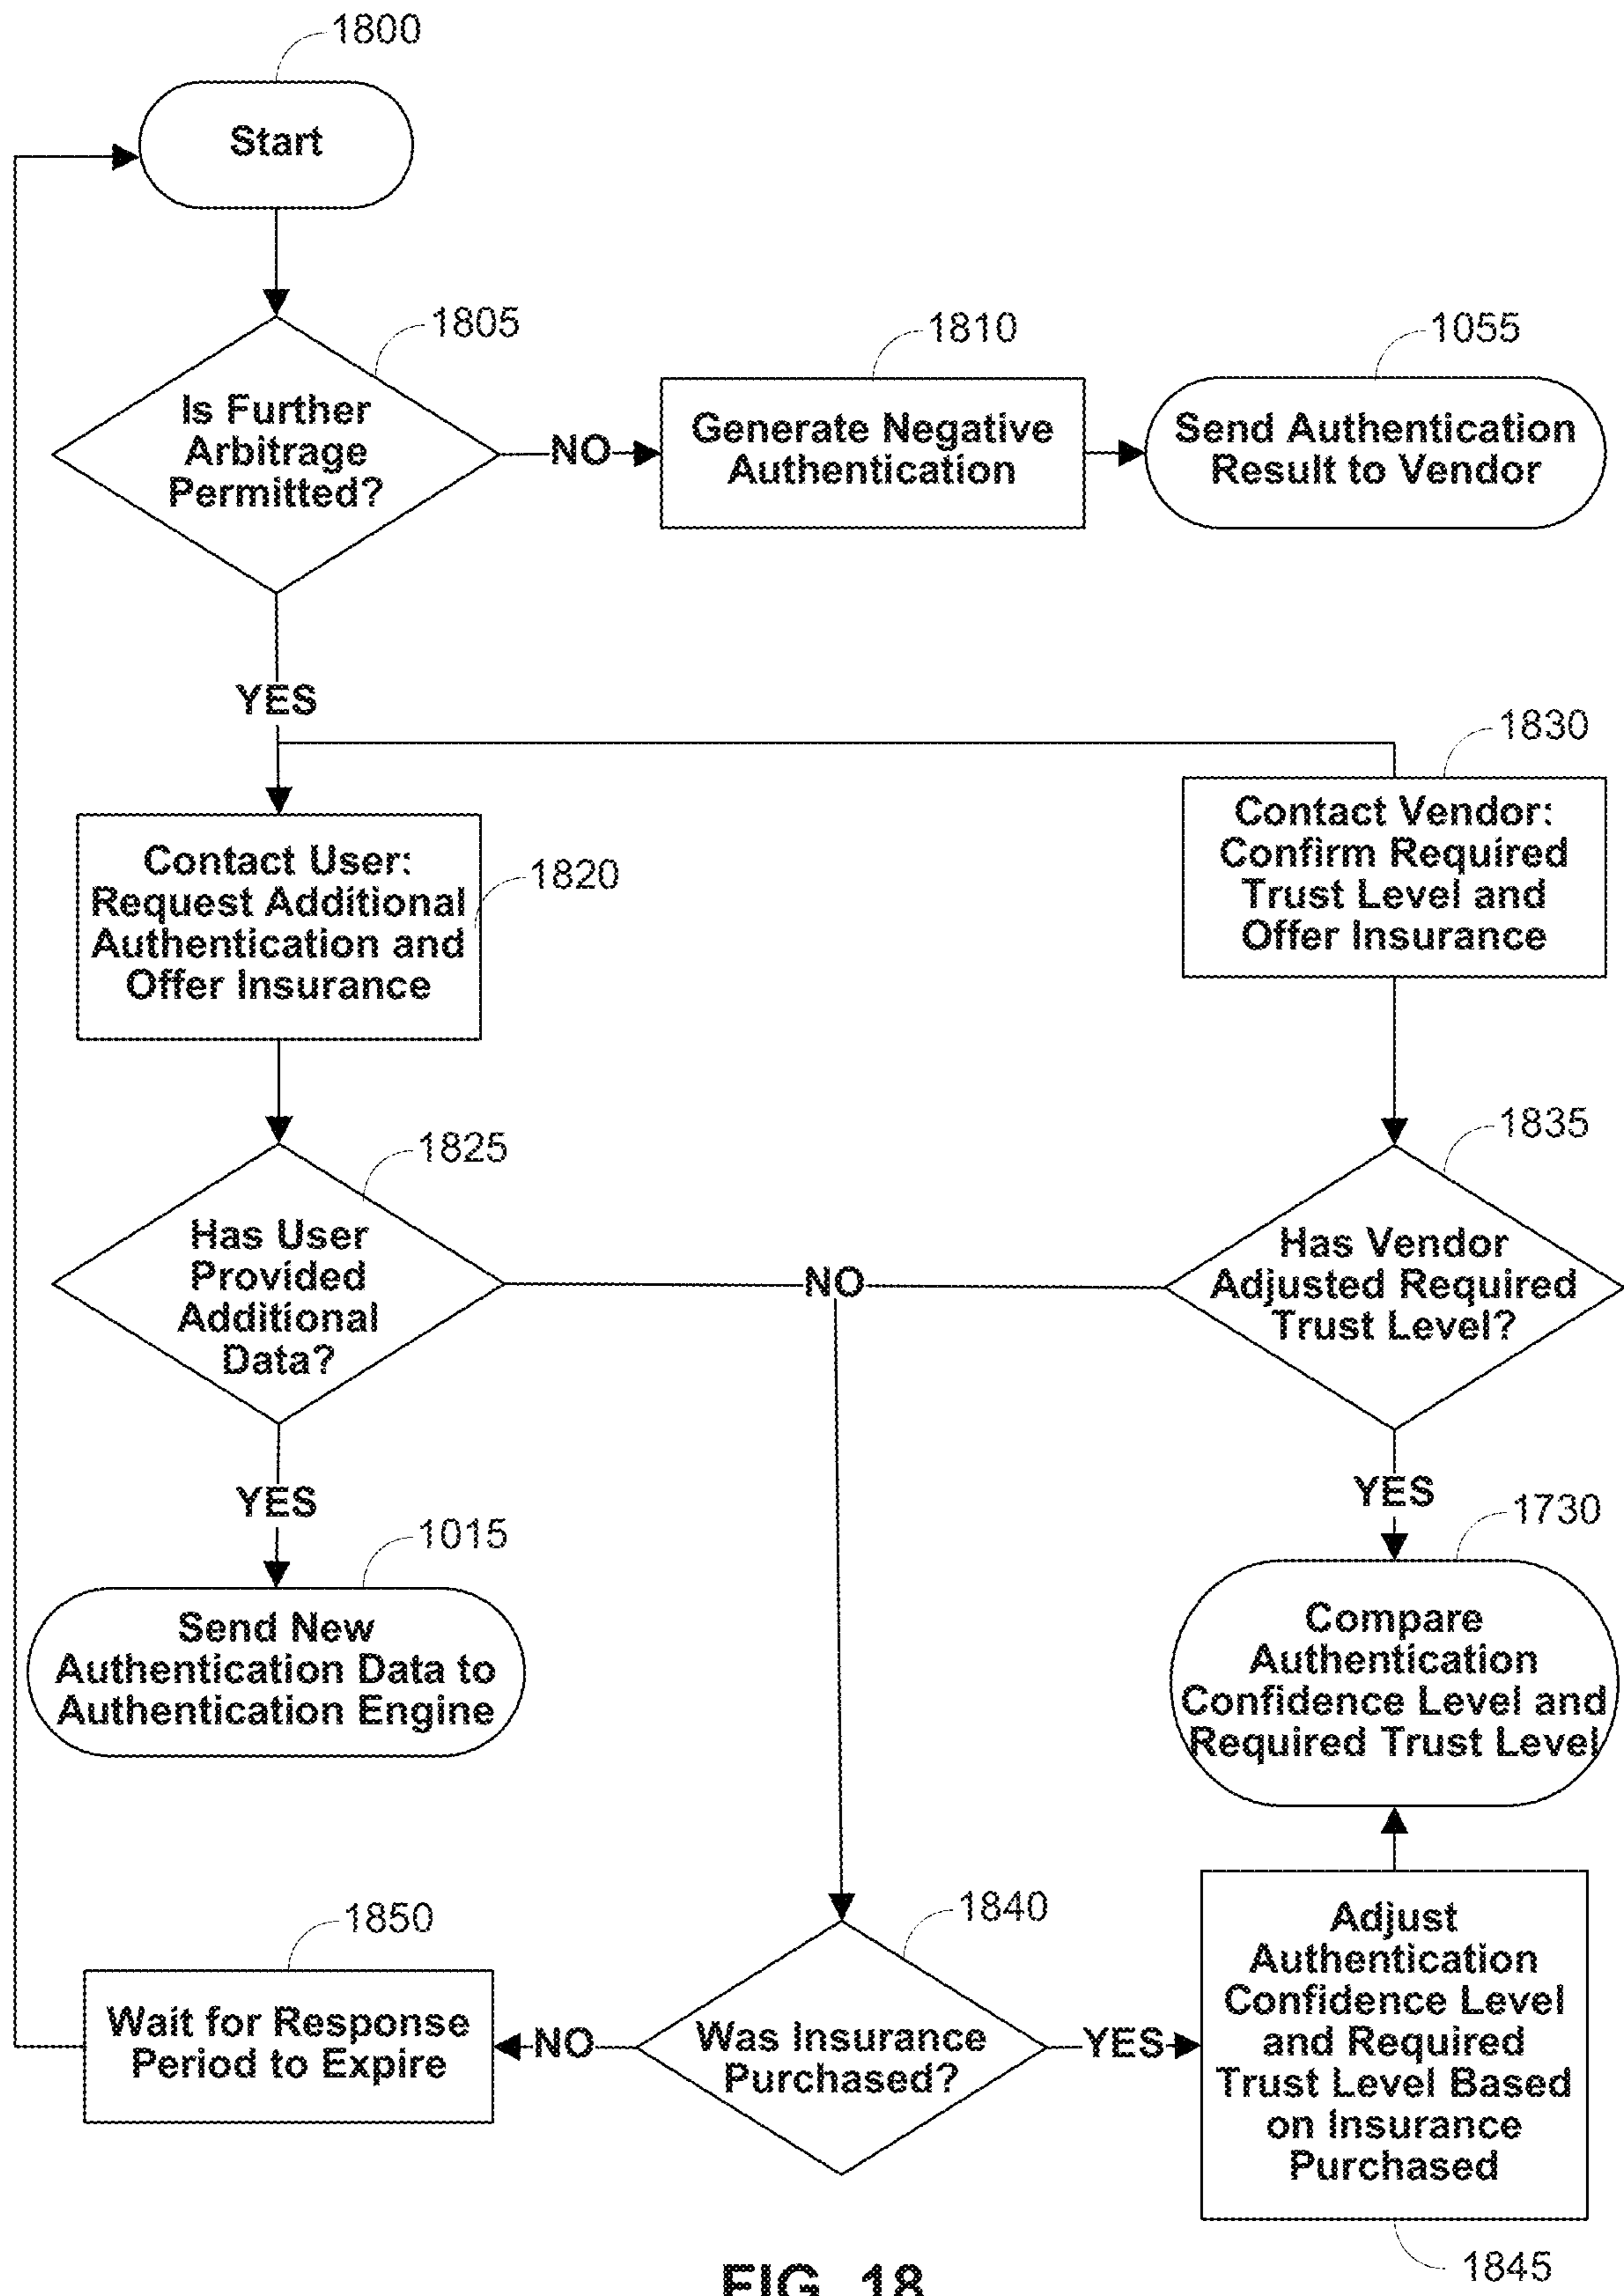 1800
Start
1805
Is Further
Arbitrage
Permitted?
NO
1810
Generate Negative
Authentication
1055
Send Authentication
Result to Vendor
YES
1820
Contact User:
Request Additional
Authentication and
Offer Insurance
1830
Contact Vendor:
Confirm Required
Trust Level and
Offer Insurance
1825
Has User
Provided
Additional
Data?
NO
1835
Has Vendor
Adjusted Required
Trust Level?
YES
1015
Send New
Authentication Data to
Authentication Engine
YES
1730
Compare
Authentication
Confidence Level and
Required Trust Level
1850
Wait for Response
Period to Expire
NO
1840
Was Insurance
Purchased?
YES
Adjust
Authentication
Confidence Level
and Required
Trust Level Based
on Insurance
Purchased
1845
FIG. 18